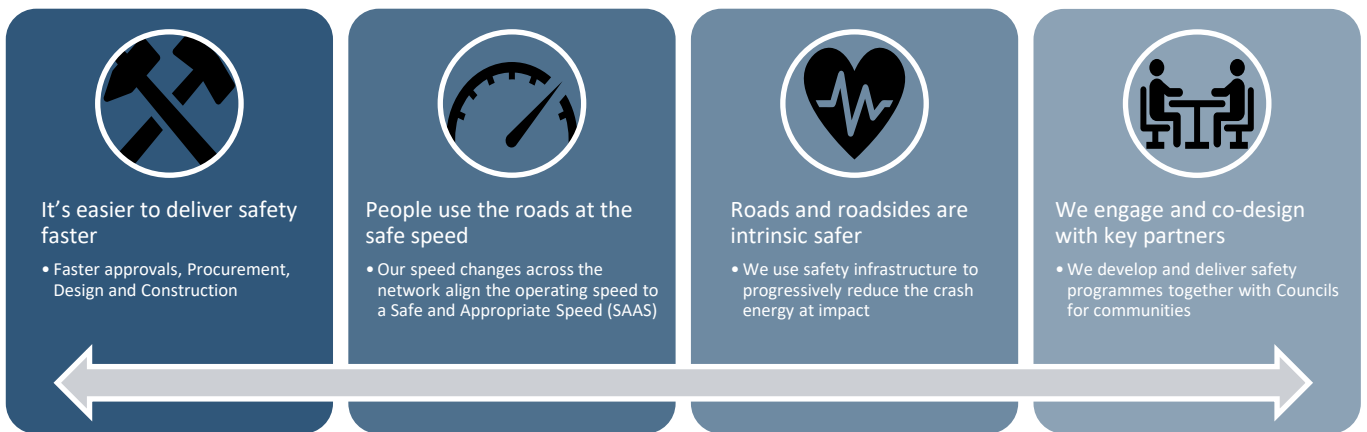 It's easier to deliver safety
faster
• Faster approvals, Procurement,
Design and Construction
People use the roads at the
safe speed
• Our speed changes across the
network align the operating speed to
a Safe and Appropriate Speed (SAAS)
Roads and roadsides are
intrinsic safer
• We use safety infrastructure to
progressively reduce the crash
energy at impact
We engage and co-design
with key partners
• We develop and deliver safety
programmes together with Councils
for communities